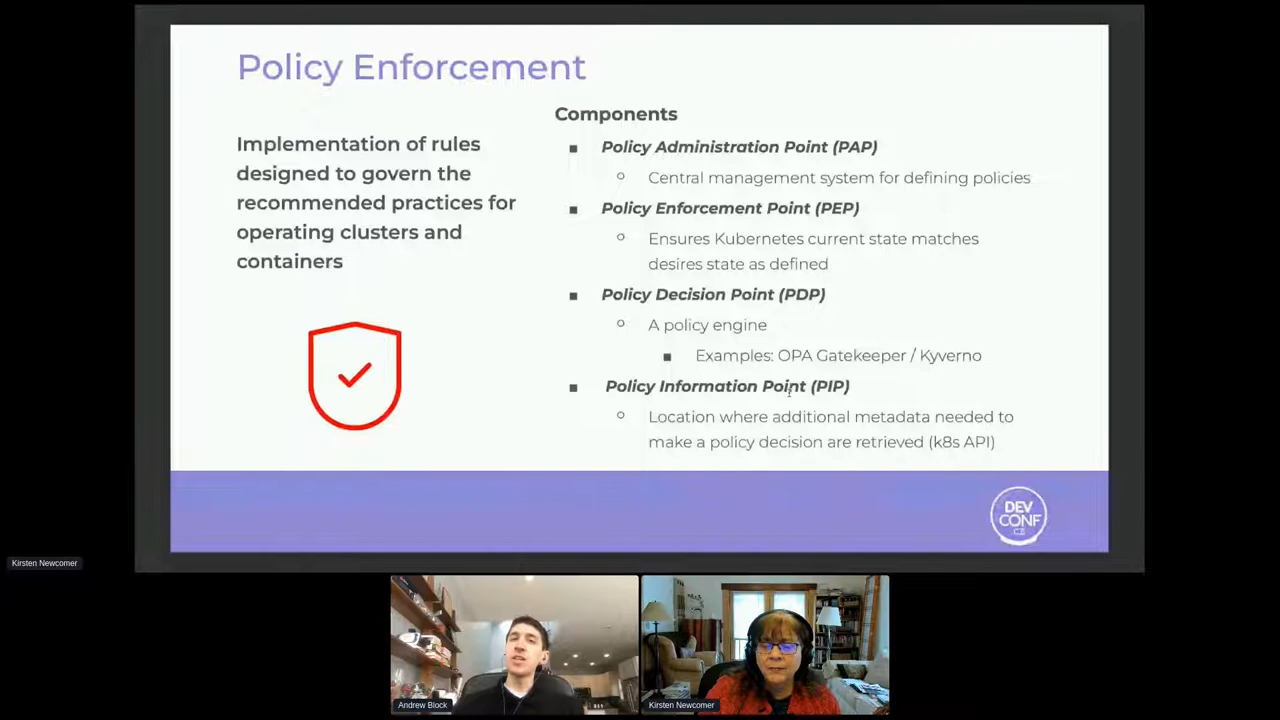 Policy Enforcement
Implementation of rules
designed to govern the
recommended practices for
operating clusters and
containers
Components
■ Policy Administration Point (PAP)
○ Central management system for defining policies
■ Policy Enforcement Point (PEP)
○ Ensures Kubernetes current state matches
desires state as defined
■ Policy Decision Point (PDP)
○ A policy engine
■ Examples: OPA Gatekeeper / Kyverno
■ Policy Information Point (PIP)
○ Location where additional metadata needed to
make a policy decision are retrieved (k8s API)
DEV
CONF
CZ
Kirsten Newcomer
Andrew Block
Kirsten Newcomer